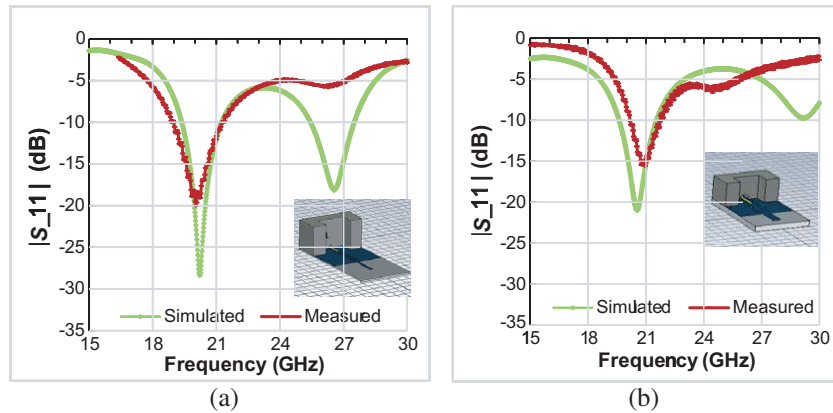 0
-5
-10
-15
-20
-25
-30
-35
|S_11| (dB)
15 18 21 24 27 30
Frequency (GHz)
Simulated Measured
(a)
0
-5
-10
-15
-20
-25
-30
-35
|S_11| (dB)
15 18 21 24 27 30
Frequency (GHz)
Simulated Measured
(b)